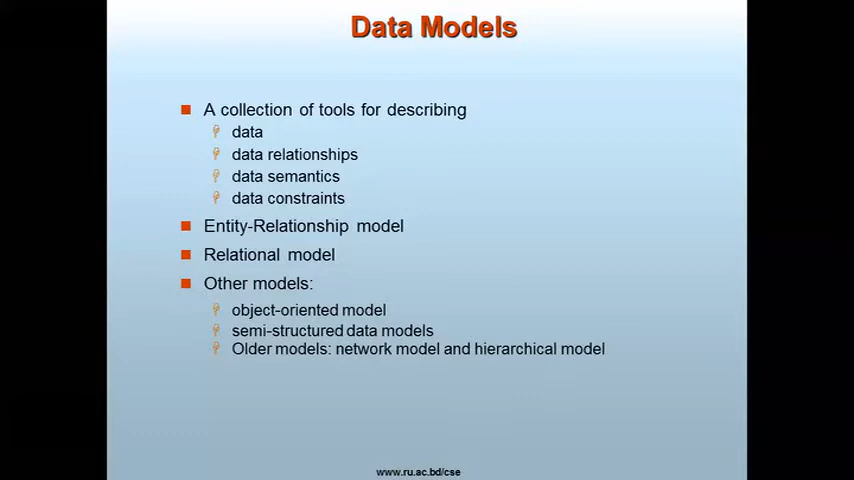 Data Models
A collection of tools for describing
data
data relationships
data semantics
data constraints
Entity-Relationship model
Relational model
Other models:
object-oriented model
semi-structured data models
Older models: network model and hierarchical model
www.ru.ac.bd/cse